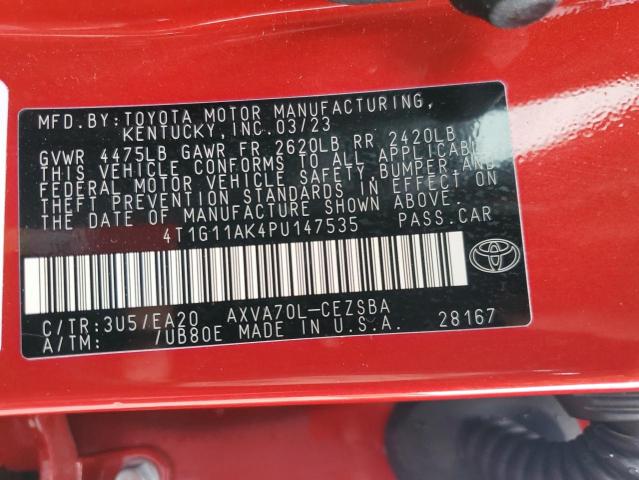 MFD.BY:TOYOTA MOTOR MANUFACTURING,
KENTUCKY, INC.03/23
GVWR 4475LB GAWR FR 2620LB RR 2420LB
THIS VEHICLE CONFORMS TO ALL APPLICABLE
FEDERAL MOTOR VEHICLE SAFETY, BUMPER, AND
THEFT PREVENTION STANDARDS IN EFFECT ON
THE DATE OF MANUFACTURE SHOWN ABOVE.
4T1G11AK4PU147535 PASS.CAR
C/TR:3U5/EA20 AXVA70L-CEZSBA
A/TM: /UB80E MADE IN U.S.A. 28167